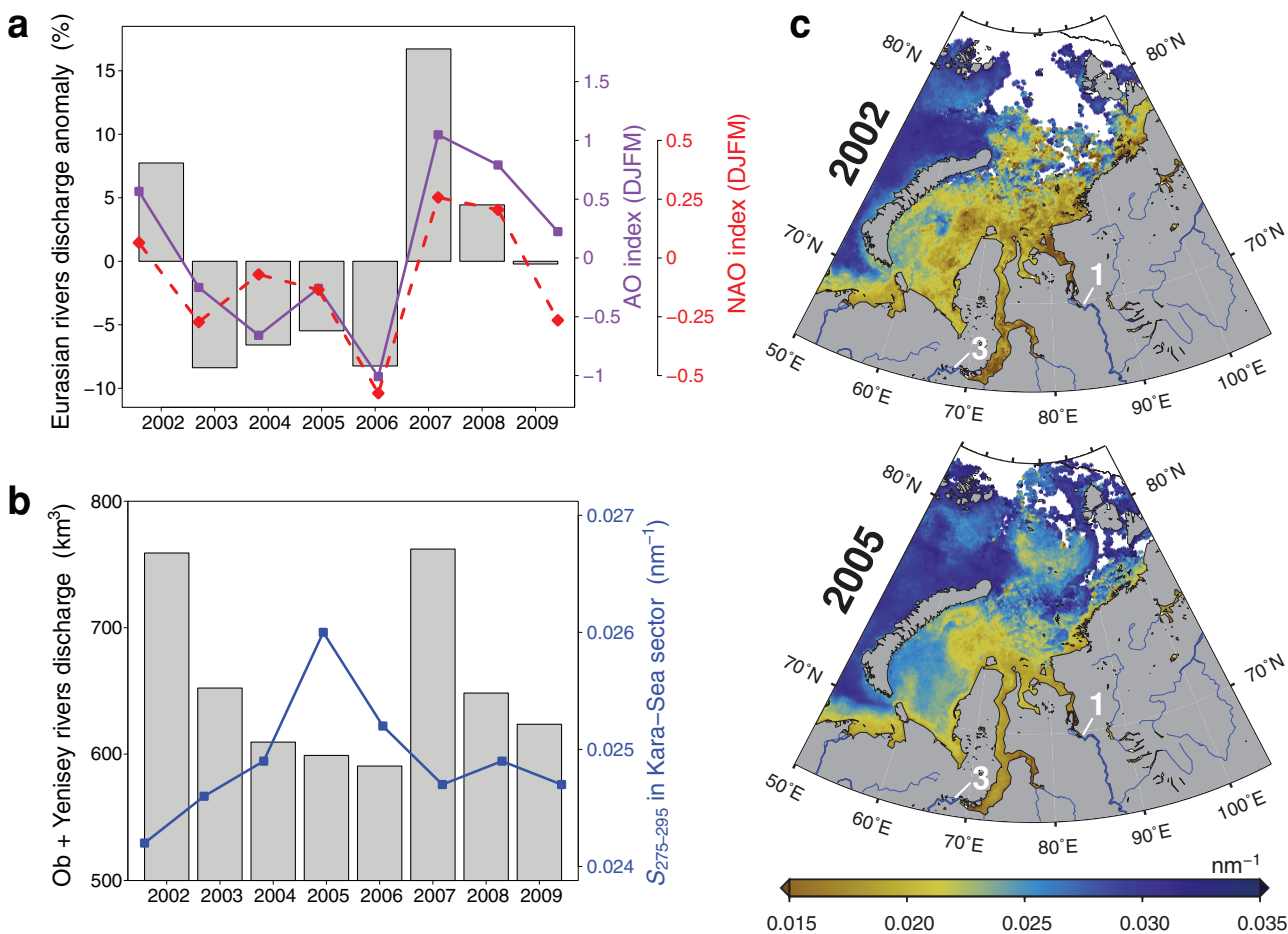 a
Eurasian rivers discharge anomaly (%)
15
10
5
0
−5
−10
2002 2003 2004 2005 2006 2007 2008 2009
1.5
1
0.5
0
−0.5
−1
AO index (DJFM)
0.5
0.25
0
−0.25
−0.5
NAO index (DJFM)
b
Ob + Yenisey rivers discharge (km³)
800
700
600
500
2002 2003 2004 2005 2006 2007 2008 2009
0.027
0.026
0.025
0.024
S275−295 in Kara−Sea sector (nm−1)
c
2002
80˚N
80˚N
70˚N
70˚N
1
3
50˚E
60˚E
70˚E
80˚E
90˚E
100˚E
2005
80˚N
80˚N
70˚N
70˚N
1
3
50˚E
60˚E
70˚E
80˚E
90˚E
100˚E
nm−1
0.015 0.020 0.025 0.030 0.035